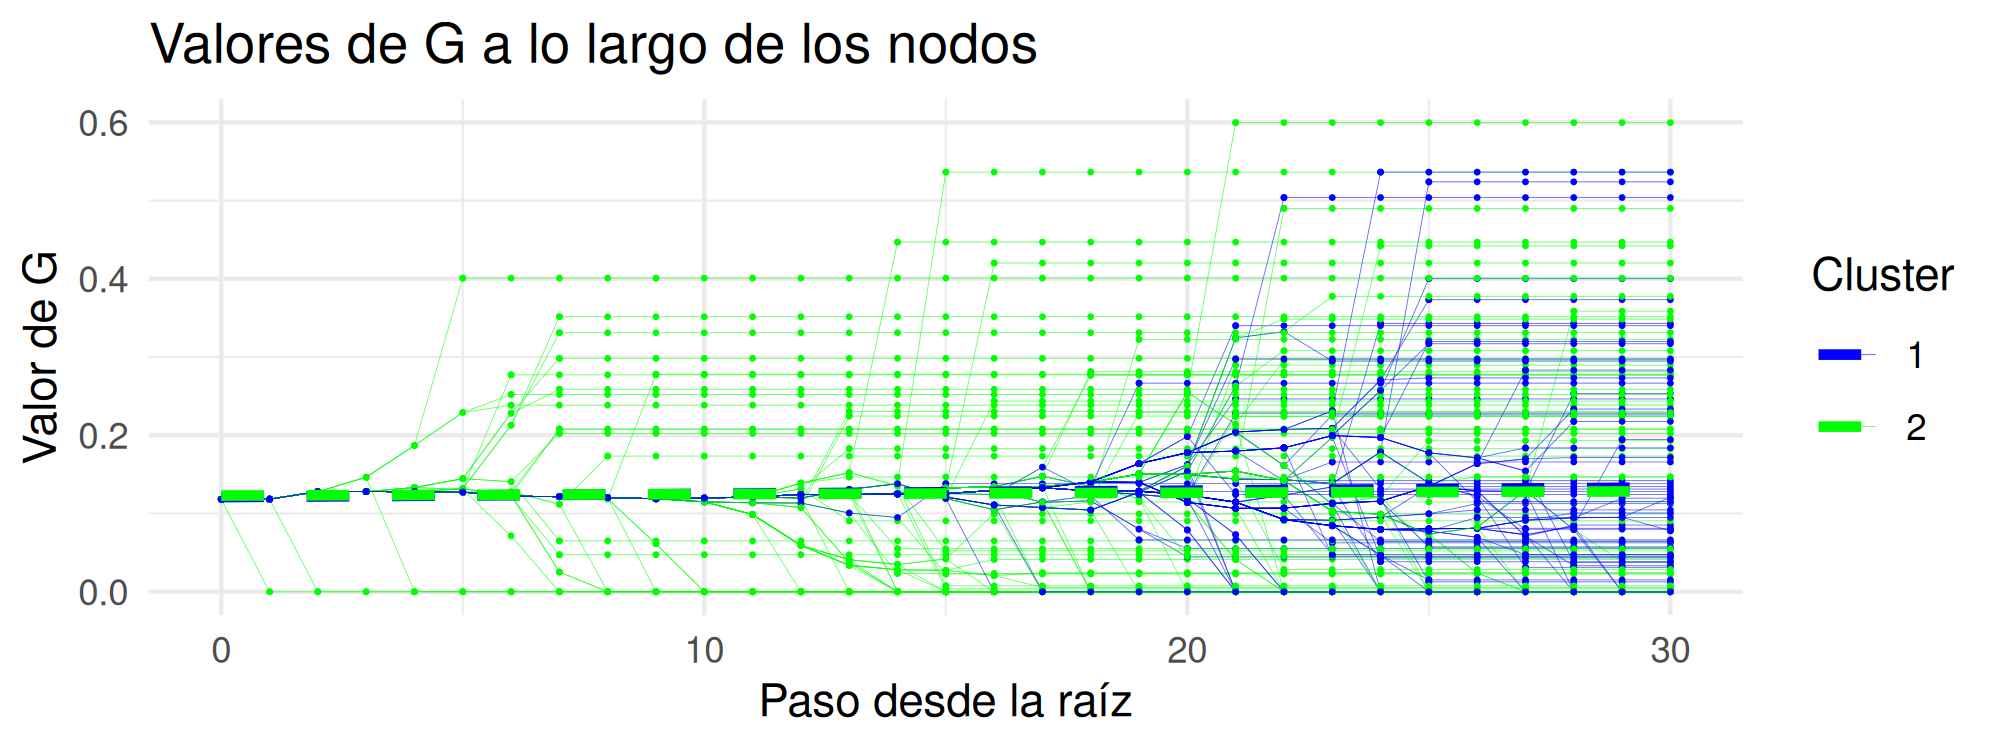 Valores de G a lo largo de los nodos
Valor de G
0.6
0.4
0.2
0.0
0
10
20
30
Paso desde la raíz
Cluster
1
2